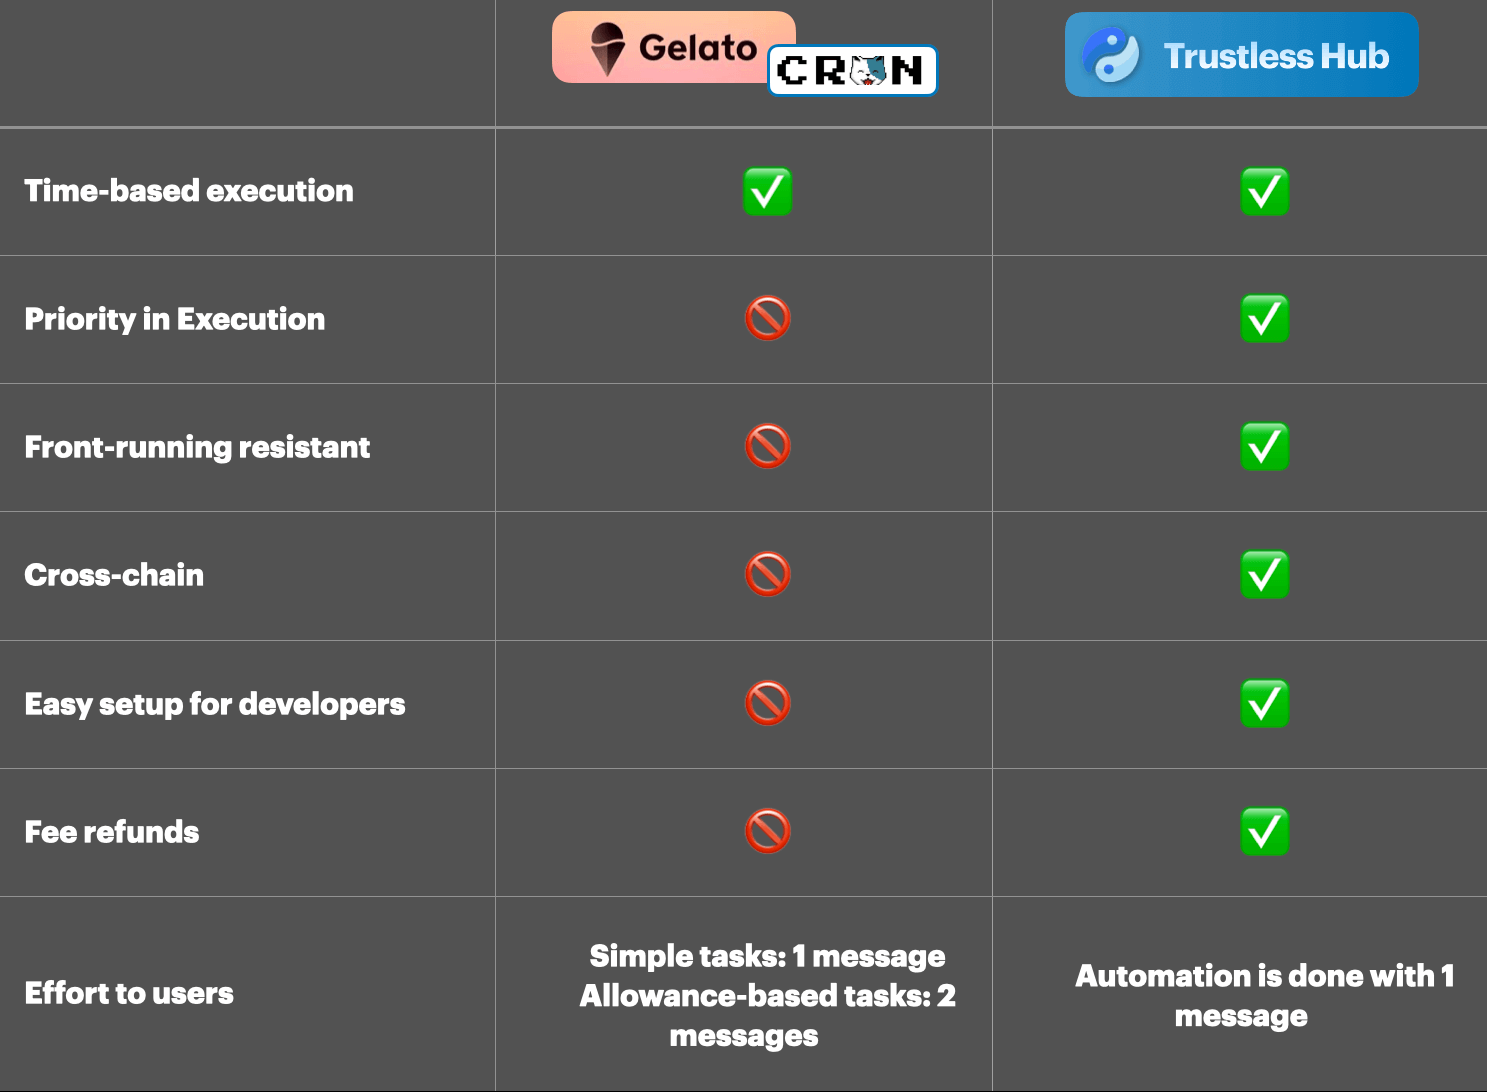 Gelato
CRON
Trustless Hub
Time-based execution
Priority in Execution
Front-running resistant
Cross-chain
Easy setup for developers
Fee refunds
Effort to users
Simple tasks: 1 message
Allowance-based tasks: 2
messages
Automation is done with 1
message